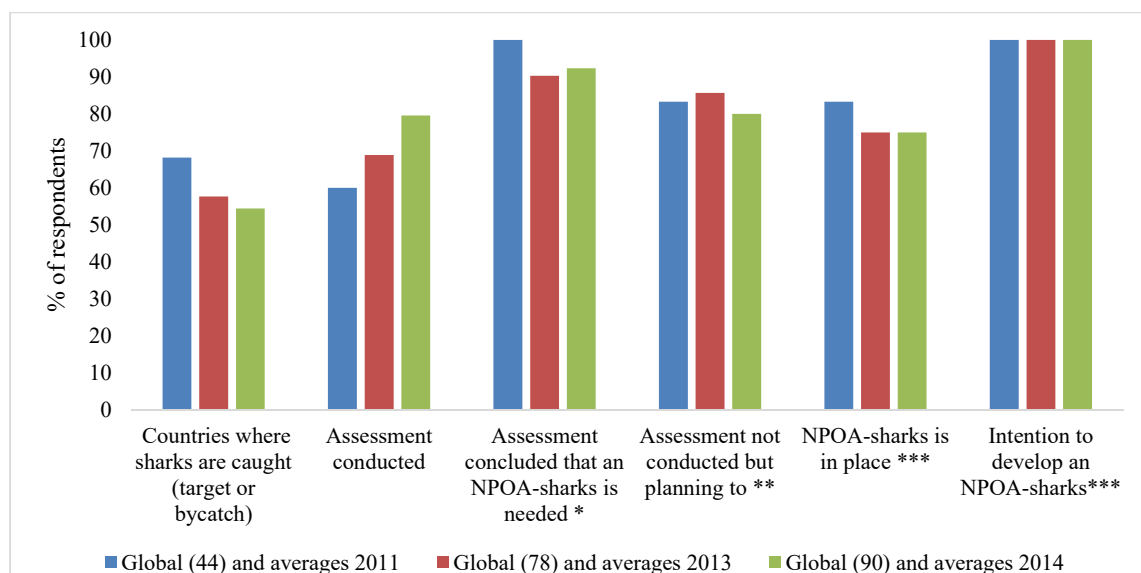 % of respondents
100
90
80
70
60
50
40
30
20
10
0
Countries where
sharks are caught
(target or
bycatch)
Assessment
conducted
Assessment
concluded that an
NPOA-sharks is
needed *
Assessment not
conducted but
planning to **
NPOA-sharks is
in place ***
Intention to
develop an
NPOA-sharks***
Global (44) and averages 2011
Global (78) and averages 2013
Global (90) and averages 2014